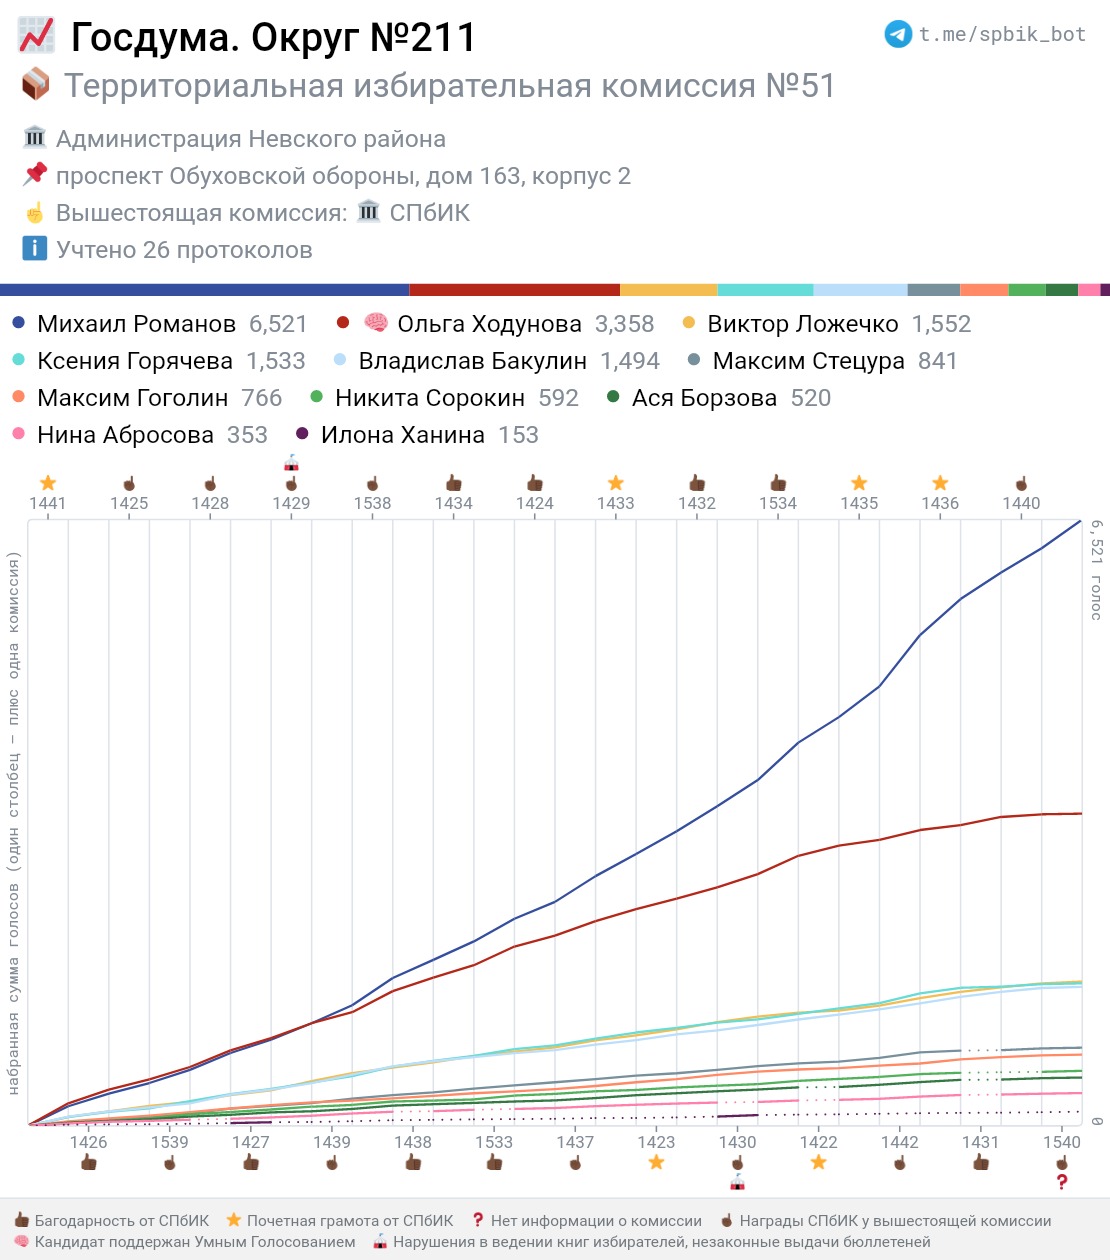 Госдума. Округ №211
t.me/spbik_bot
Территориальная избирательная комиссия №51
Администрация Невского района
проспект Обуховской обороны, дом 163, корпус 2
Вышестоящая комиссия: СПбИК
Учтено 26 протоколов
Михаил Романов 6,521 Ольга Ходунова 3,358 Виктор Ложечко 1,552
Ксения Горячева 1,533 Владислав Бакулин 1,494 Максим Стецура 841
Максим Гоголин 766 Никита Сорокин 592 Ася Борзова 520
Нина Абросова 353 Илона Ханина 153
1441 1425 1428 1429 1538 1434 1424 1433 1432 1534 1435 1436 1440
набранная сумма голосов (один столбец – плюс одна комиссия)
6,521 голос
0
1426 1539 1427 1439 1438 1533 1437 1423 1430 1422 1442 1431 1540
Багодарность от СПбИК Почетная грамота от СПбИК Нет информации о комиссии Награды СПбИК у вышестоящей комиссии
Кандидат поддержан Умным Голосованием Нарушения в ведении книг избирателей, незаконные выдачи бюллетеней